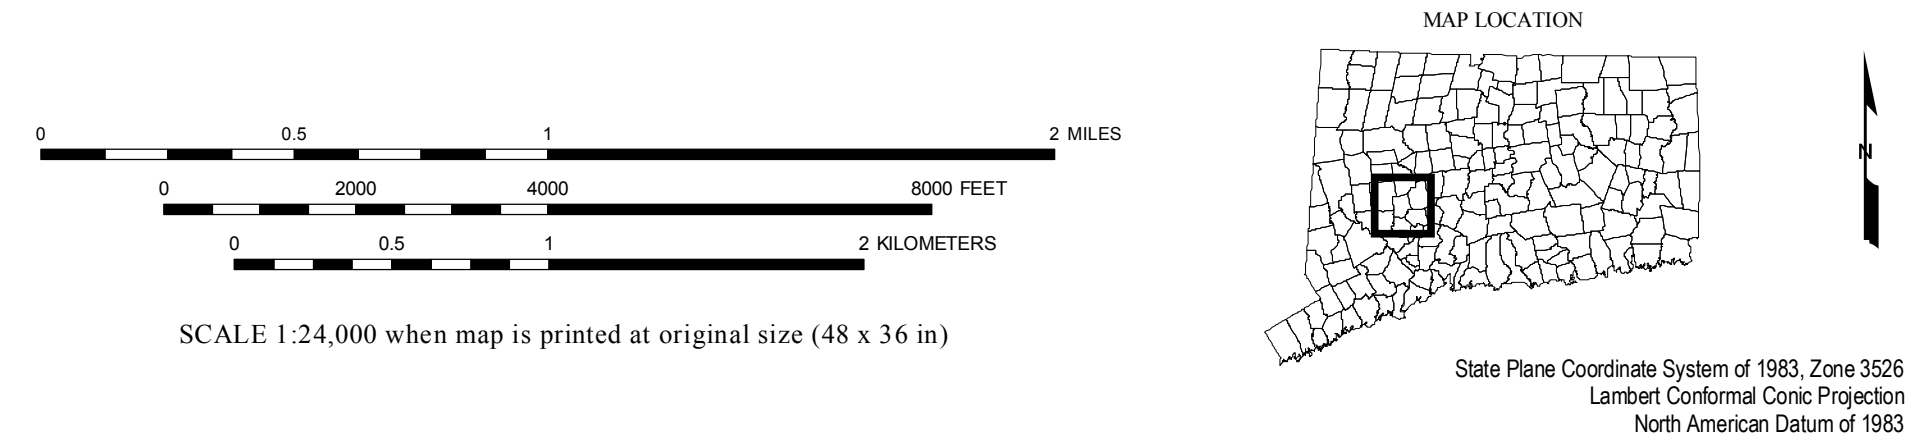 MAP LOCATION
0 0.5 1 2 MILES
0 2000 4000 8000 FEET
0 0.5 1 2 KILOMETERS
SCALE 1:24,000 when map is printed at original size (48 x 36 in)
N
State Plane Coordinate System of 1983, Zone 3526
Lambert Conformal Conic Projection
North American Datum of 1983